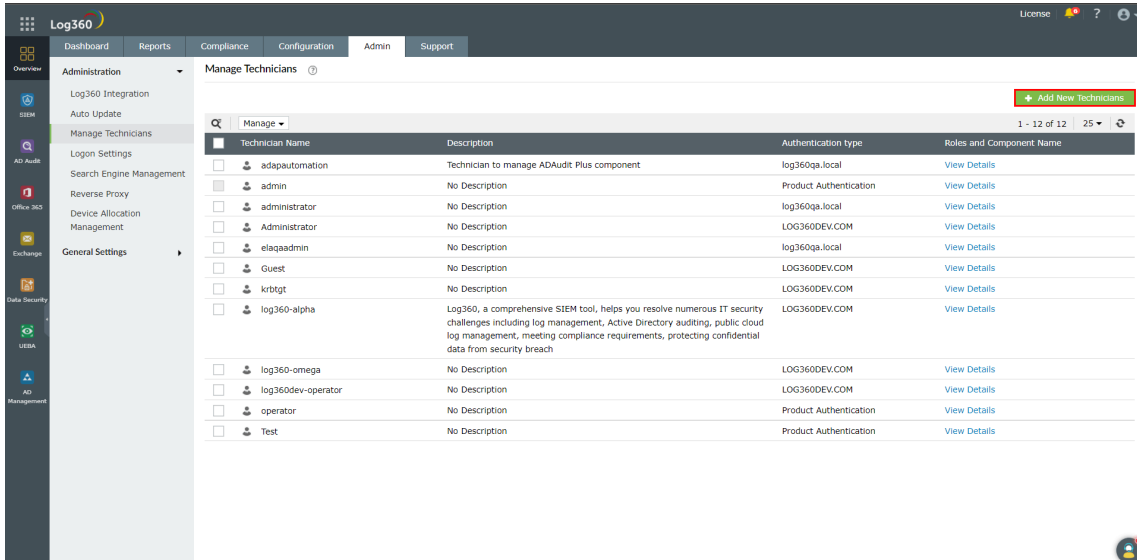 License ?
Log360
Dashboard Reports Compliance Configuration Admin Support
Overview
SIEM
AD Audit
Office 365
Exchange
Data Security
UEBA
AD
Management
Administration
Log360 Integration
Auto Update
Manage Technicians
Logon Settings
Search Engine Management
Reverse Proxy
Device Allocation
Management
General Settings
Manage Technicians ?
+ Add New Technicians
Manage 1 - 12 of 12 25
Technician Name Description Authentication type Roles and Component Name
adapautomation Technician to manage ADAudit Plus component log360qa.local View Details
admin No Description Product Authentication View Details
administrator No Description log360qa.local View Details
Administrator No Description LOG360DEV.COM View Details
elaqaadmin No Description log360qa.local View Details
Guest No Description LOG360DEV.COM View Details
krbtgt No Description LOG360DEV.COM View Details
log360-alpha Log360, a comprehensive SIEM tool, helps you resolve numerous IT security LOG360DEV.COM View Details
challenges including log management, Active Directory auditing, public cloud
log management, meeting compliance requirements, protecting confidential
data from security breach
log360-omega No Description LOG360DEV.COM View Details
log360dev-operator No Description LOG360DEV.COM View Details
operator No Description Product Authentication View Details
Test No Description Product Authentication View Details